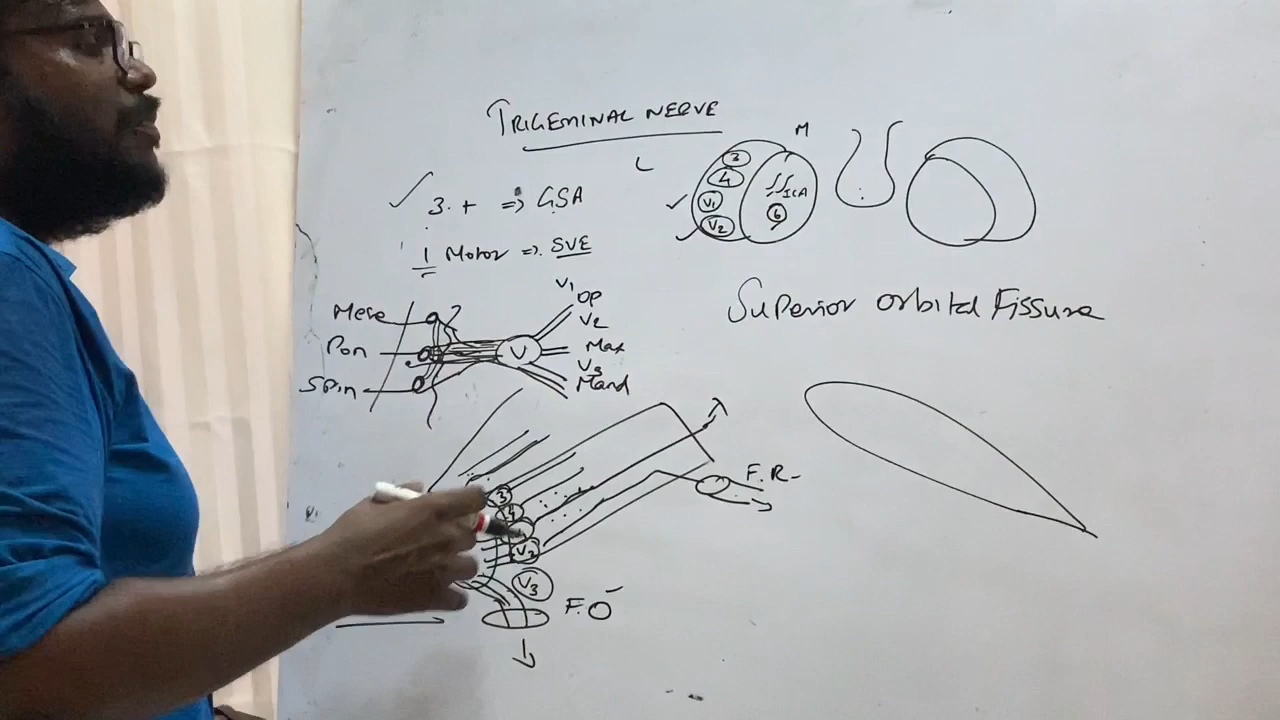 TRIGEMINAL NERVE
M
3
4
V1
V2
ICA
6
3. + => GSA
1 Motor => SVE
Superior orbital Fissure
Mese
Pon
Spin
V
V1
OP
V2
Max
V3
Mand
3
4
V2
V3
F.R-
F.O